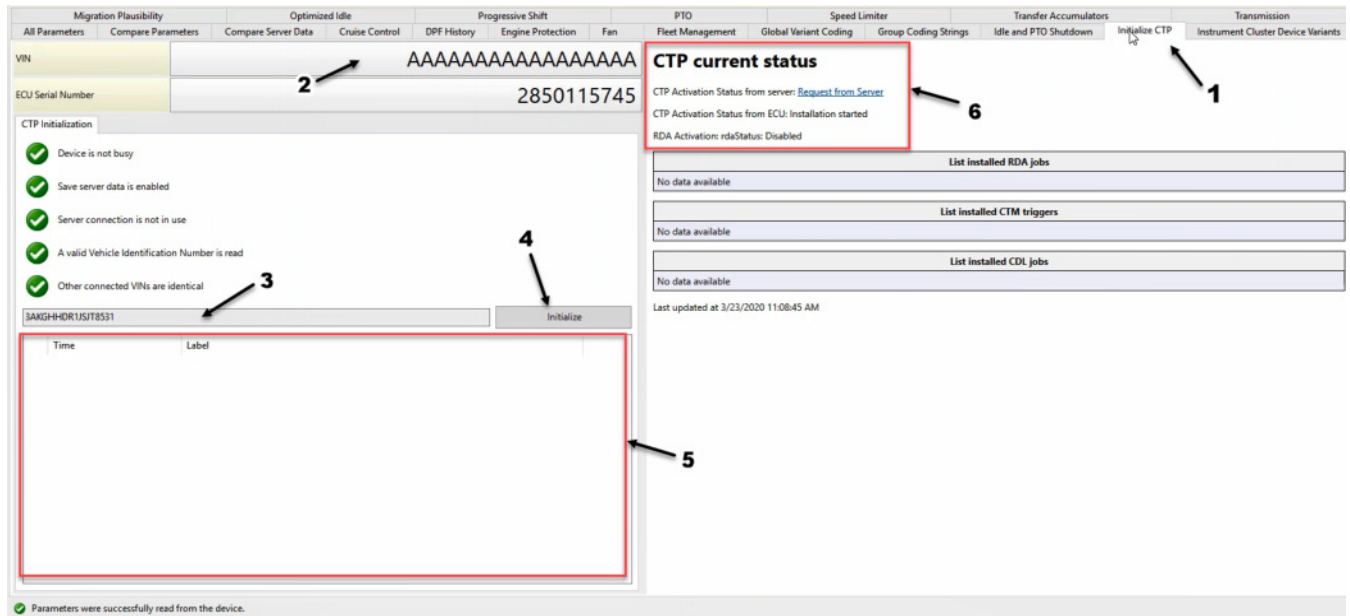 Migration Plausibility Optimized Idle Progressive Shift PTO Speed Limiter Transfer Accumulators Transmission
All Parameters Compare Parameters Compare Server Data Cruise Control DPF History Engine Protection Fan Fleet Management Global Variant Coding Group Coding Strings Idle and PTO Shutdown Initialize CTP Instrument Cluster Device Variants
VIN AAAAAAAAAAAAAAAAA
2
ECU Serial Number 2850115745
CTP Initialization
Device is not busy
Save server data is enabled
Server connection is not in use
A valid Vehicle Identification Number is read
Other connected VINs are identical
3
4
3AKGHHDR1JSJT8531 Initialize
Time Label
5
CTP current status
1
CTP Activation Status from server: Request from Server
6
CTP Activation Status from ECU: Installation started
RDA Activation: rdaStatus: Disabled
List installed RDA jobs
No data available
List installed CTM triggers
No data available
List installed CDL jobs
No data available
Last updated at 3/23/2020 11:08:45 AM
Parameters were successfully read from the device.